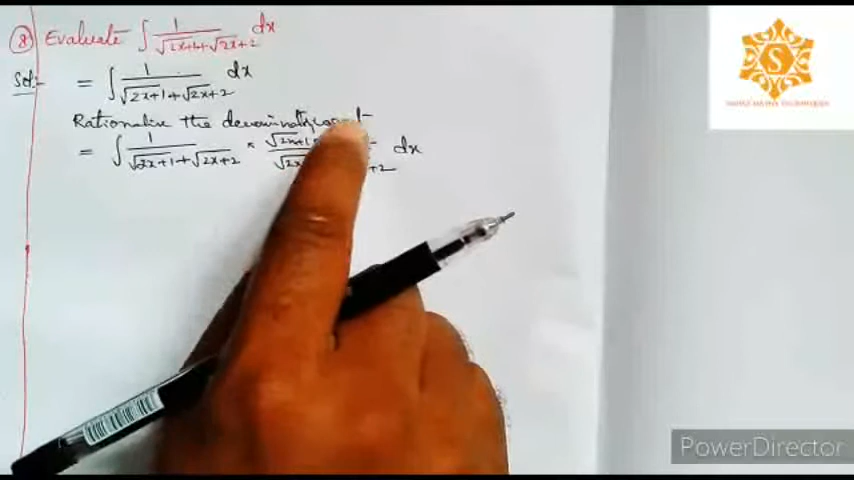 8 Evaluate ∫ 1/(√2x+1+√2x+2) dx
Sol:- = ∫ 1/(√2x+1+√2x+2) dx
Rationalise the
= ∫ 1/(√2x+1+√2x+2) × dx
S
PowerDirector